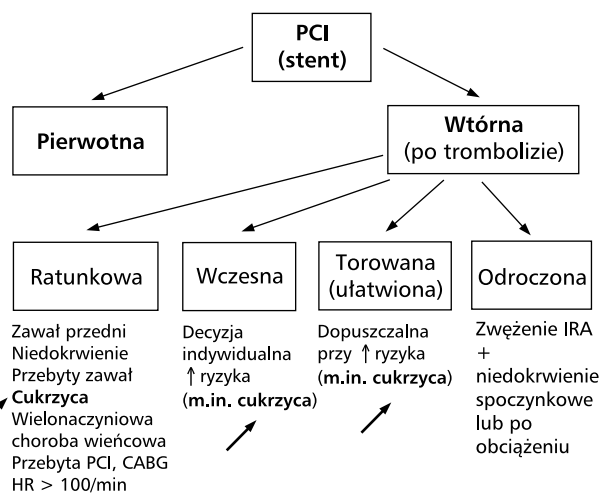 PCI
(stent)
Pierwotna
Wtórna
(po trombolizie)
Ratunkowa
Wczesna
Torowana
(ułatwiona)
Odroczona
Zawał przedni
Niedokrwienie
Przebyty zawał
Cukrzyca
Wielonaczyniowa
choroba wieńcowa
Przebyta PCI, CABG
HR > 100/min
Decyzja
indywidualna
↑ ryzyka
(m.in. cukrzyca)
Dopuszczalna
przy ↑ ryzyka
(m.in. cukrzyca)
Zwężenie IRA
+
niedokrwienie
spoczynkowe
lub po
obciążeniu